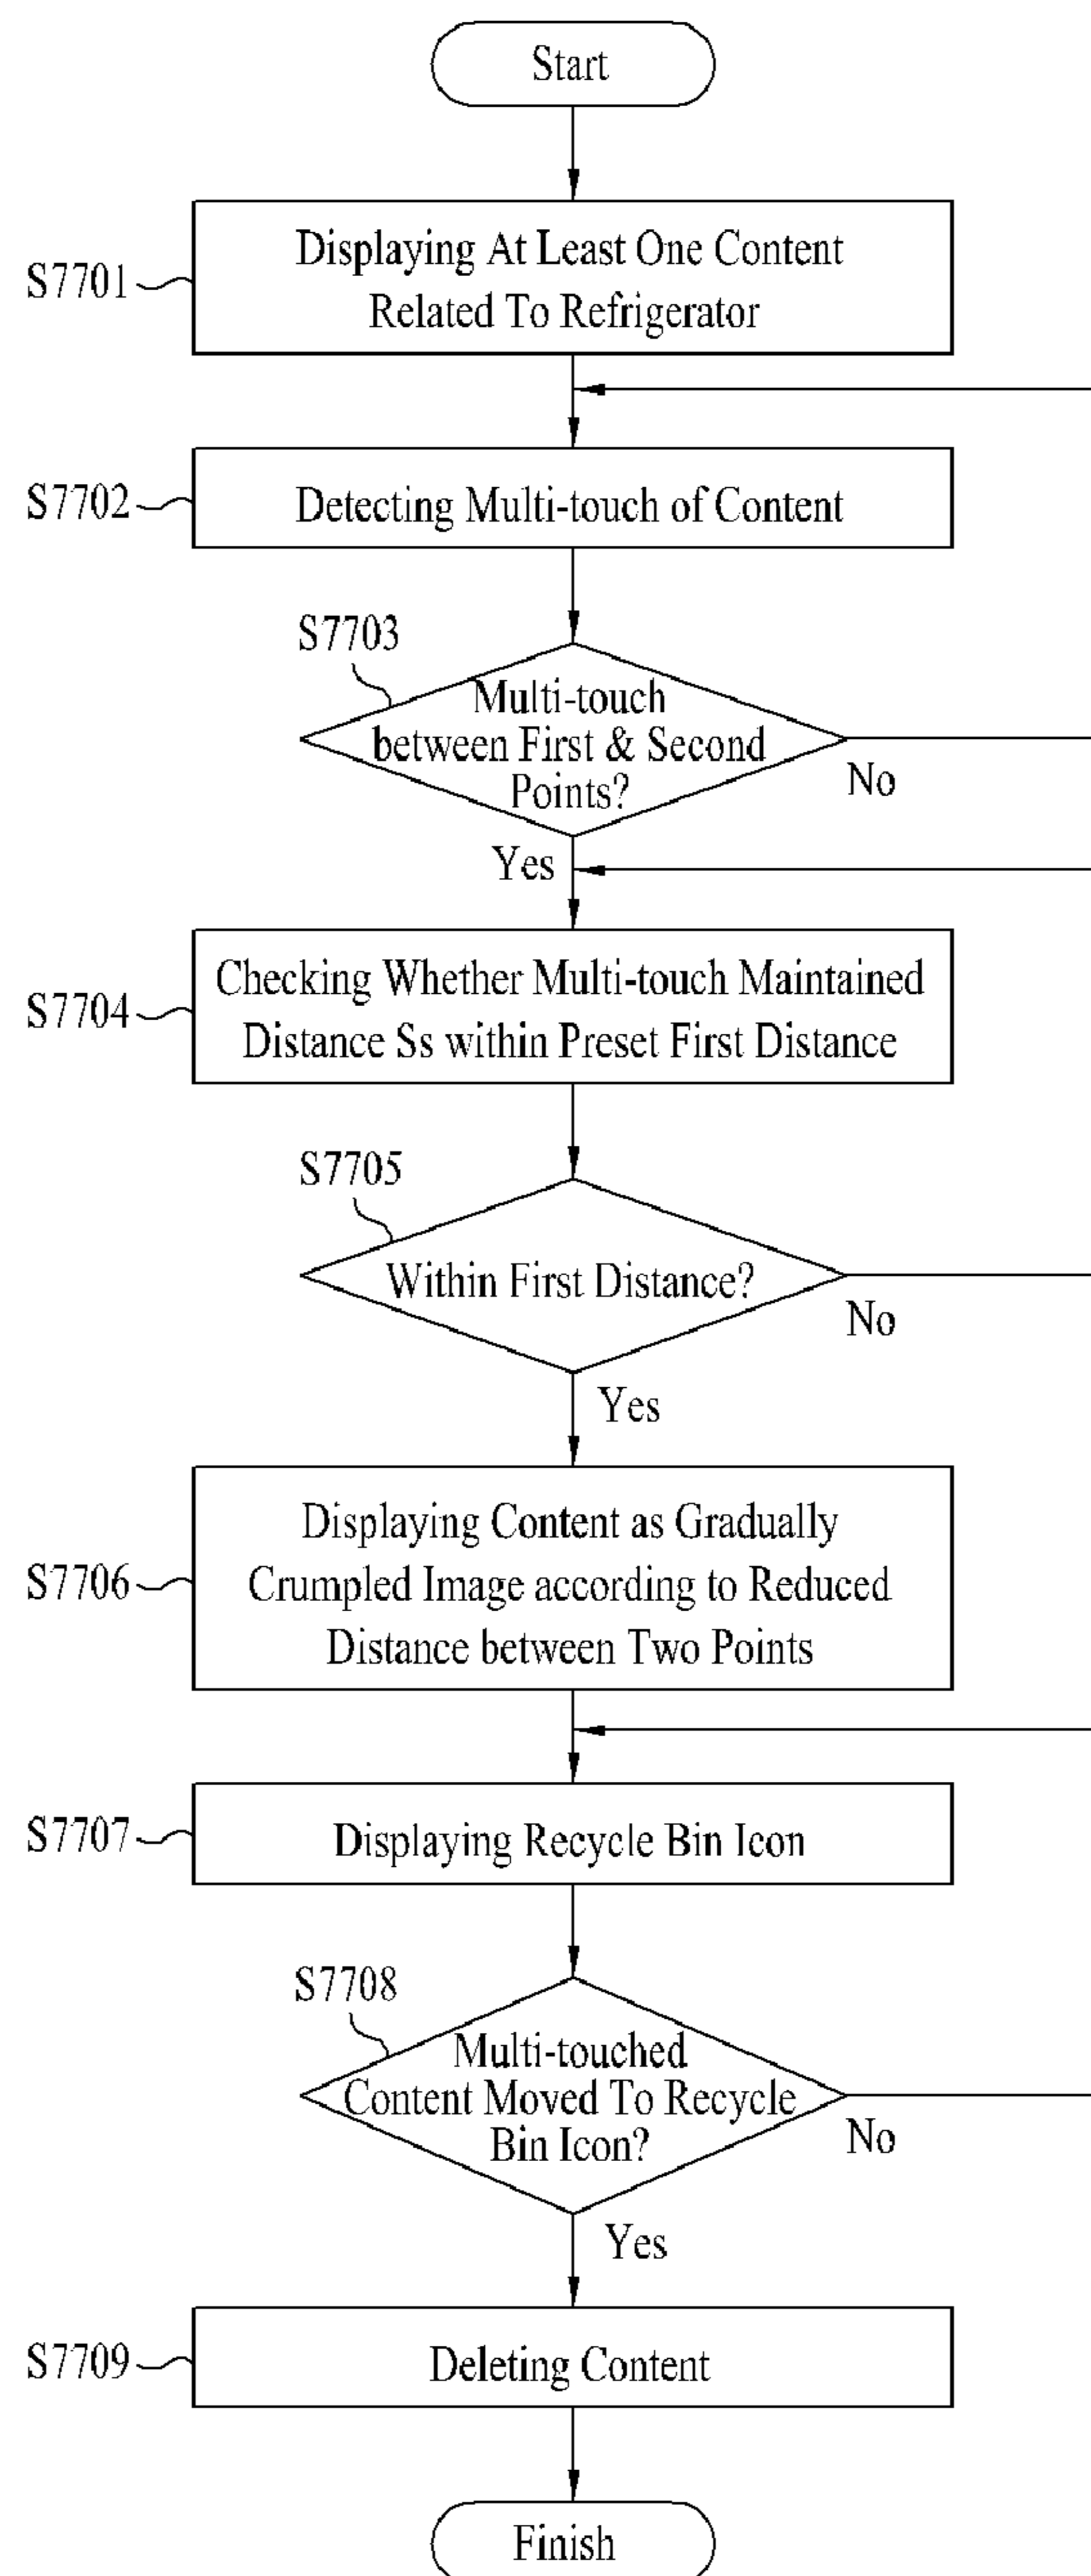 Start
Displaying At Least One Content
Related To Refrigerator
S7701
S7702
Detecting Multi-touch of Content
S7703
Multi-touch
between First & Second
Points?
No
Yes
Checking Whether Multi-touch Maintained
Distance Ss within Preset First Distance
S7704
S7705
Within First Distance?
No
Yes
Displaying Content as Gradually
Crumpled Image according to Reduced
Distance between Two Points
S7706
S7707
Displaying Recycle Bin Icon
S7708
Multi-touched
Content Moved To Recycle
Bin Icon?
No
Yes
S7709
Deleting Content
Finish